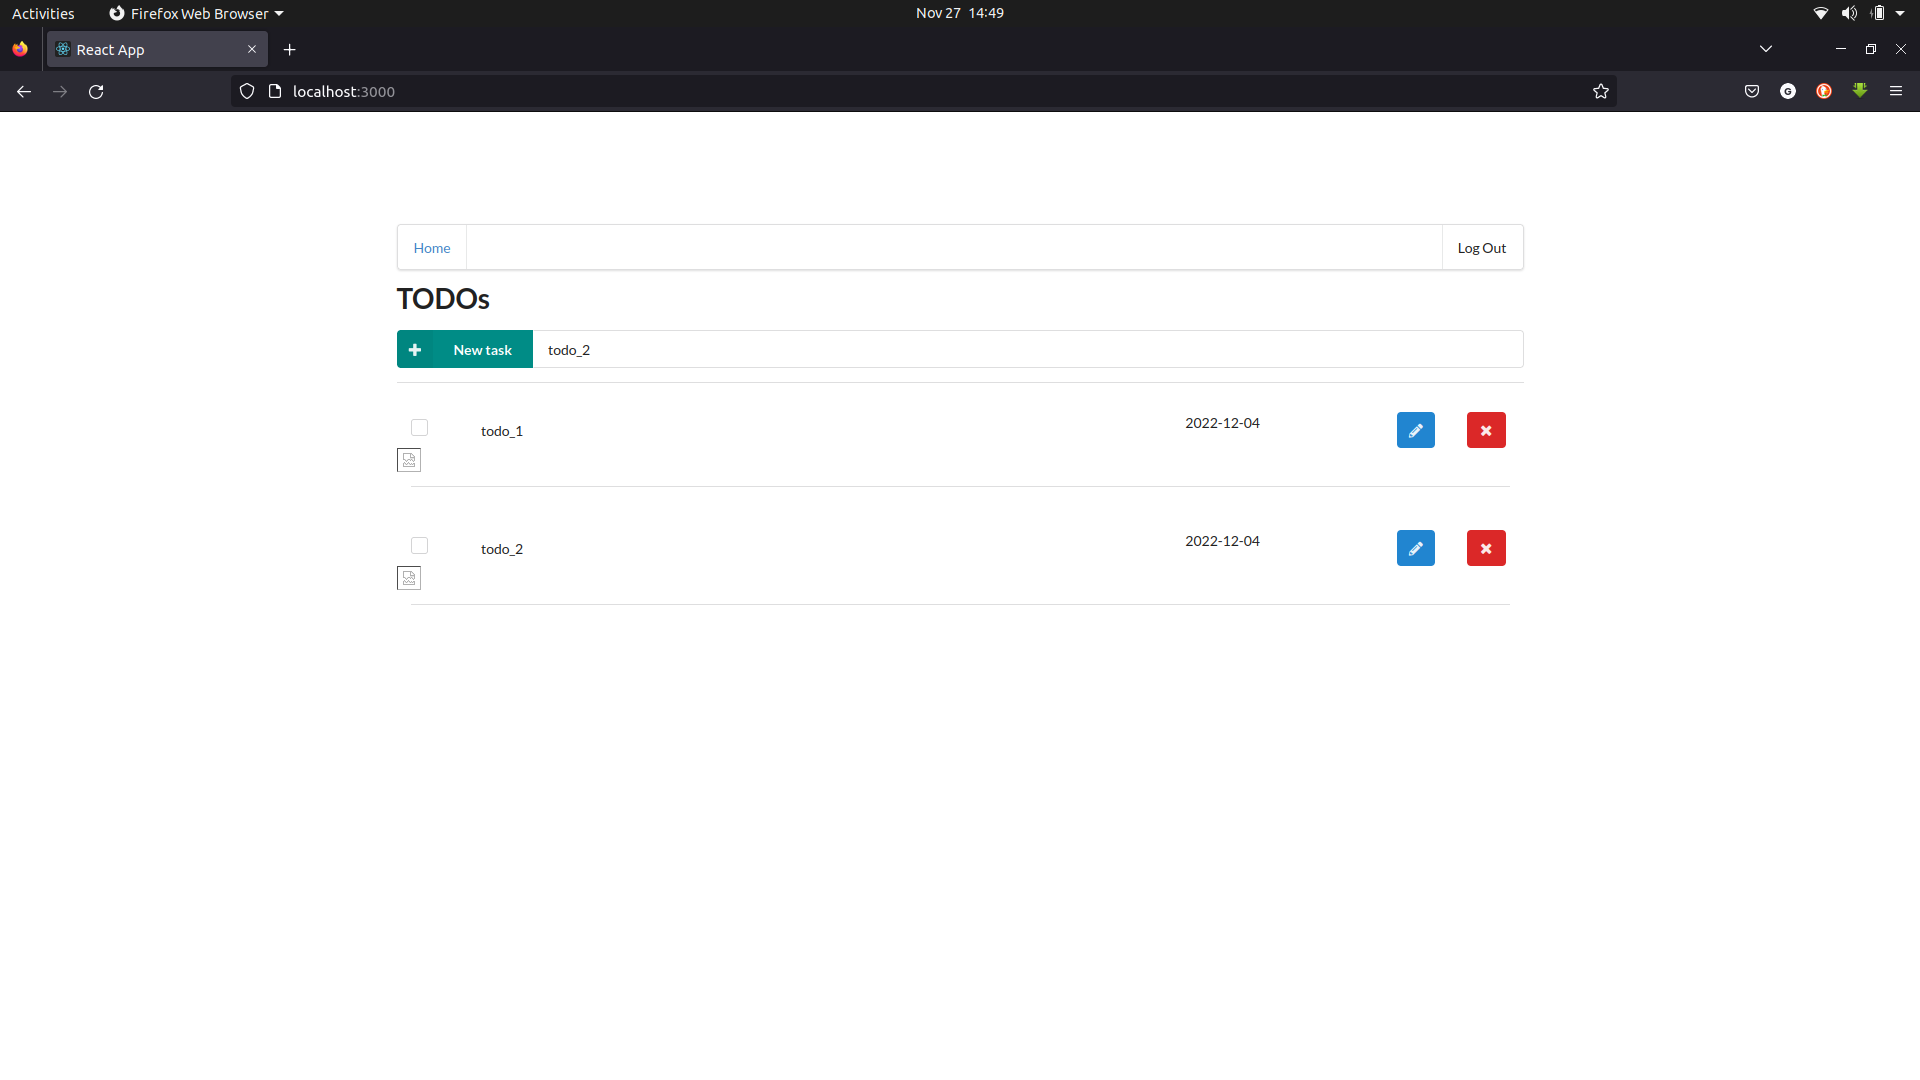 Activities Firefox Web Browser Nov 27 14:49
React App
localhost:3000
G
Home Log Out
TODOs
New task todo_2
todo_1 2022-12-04
todo_2 2022-12-04